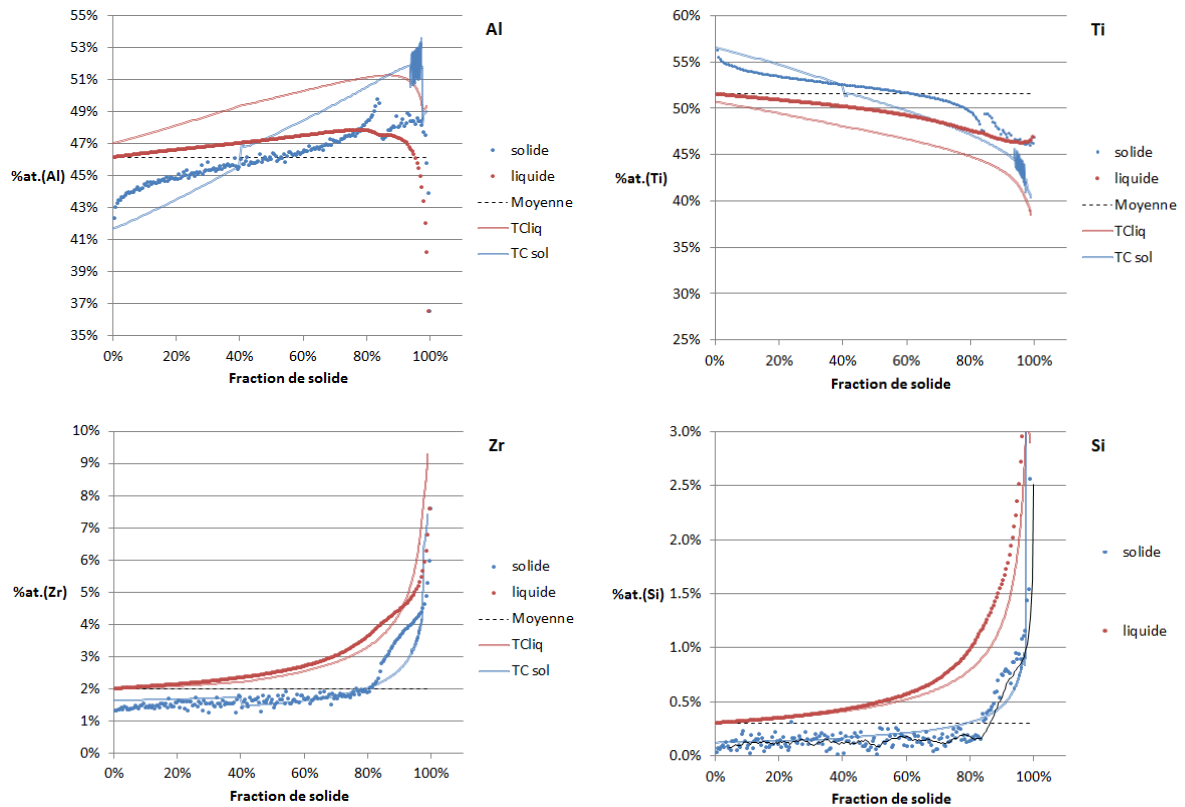 Al
55%
53%
51%
49%
47%
45%
43%
41%
39%
37%
35%
%at.(Al)
0% 20% 40% 60% 80% 100%
Fraction de solide
solide
liquide
Moyenne
TCliq
TC sol
Ti
60%
55%
50%
45%
40%
35%
30%
25%
%at.(Ti)
0% 20% 40% 60% 80% 100%
Fraction de solide
solide
liquide
Moyenne
TCliq
TC sol
Zr
10%
9%
8%
7%
6%
5%
4%
3%
2%
1%
0%
%at.(Zr)
0% 20% 40% 60% 80% 100%
Fraction de solide
solide
liquide
Moyenne
TCliq
TC sol
Si
3.0%
2.5%
2.0%
1.5%
1.0%
0.5%
0.0%
%at.(Si)
0% 20% 40% 60% 80% 100%
Fraction de solide
solide
liquide